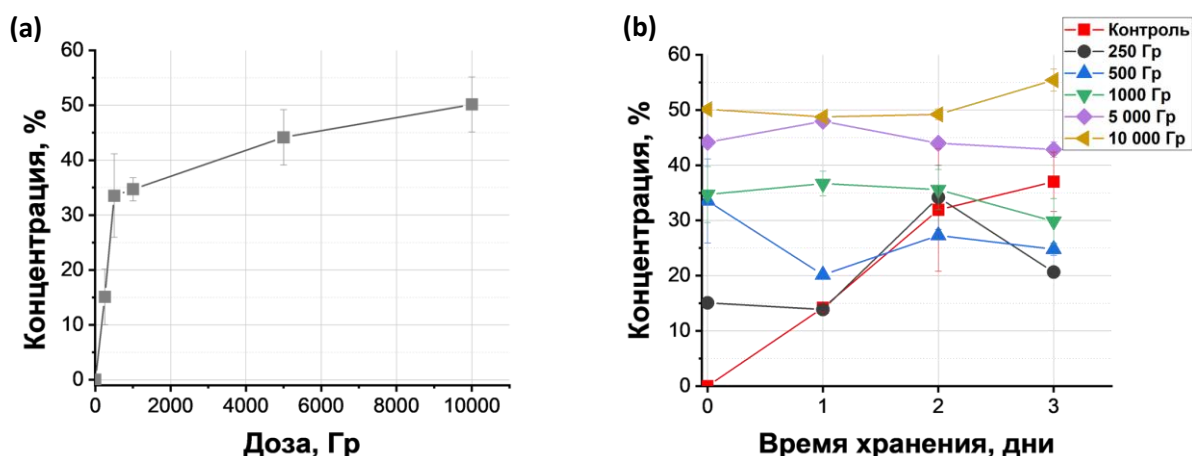 (a)
60
50
40
30
20
10
0
Концентрация, %
0 2000 4000 6000 8000 10000
Доза, Гр
(b)
Контроль
250 Гр
500 Гр
1000 Гр
5 000 Гр
10 000 Гр
60
50
40
30
20
10
0
Концентрация, %
0 1 2 3
Время хранения, дни